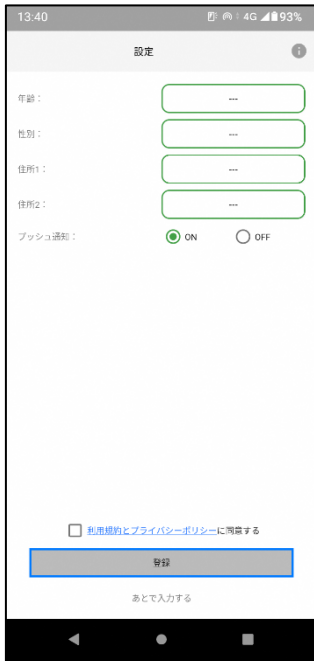 13:40 4G 93%
設定
年齢： ---
性別： ---
住所1： ---
住所2： ---
プッシュ通知： ON OFF
利用規約とプライバシーポリシーに同意する
登録
あとで入力する